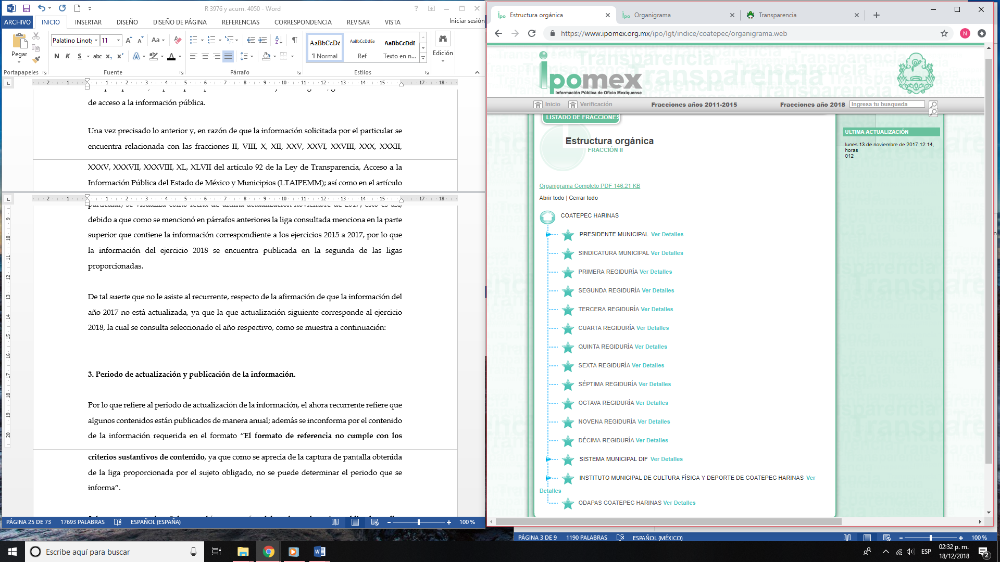 R 3976 y acum. 4050 - Word
ARCHIVO INICIO INSERTAR DISEÑO DISEÑO DE PÁGINA REFERENCIAS CORRESPONDENCIA REVISAR VISTA Iniciar sesión
Pegar
Palatino Linoty 11
N K S abc x₂ x²
AaBbCcDd AaBbCcDdEe AaBbCcDdE
¶ Normal Ref Texto en n...
Edición
Portapapeles Fuente Párrafo Estilos
de acceso a la información pública.
Una vez precisado lo anterior y, en razón de que la información solicitada por el particular se
encuentra relacionada con las fracciones II, VIII, X, XII, XXV, XXVI, XXVIII, XXX, XXXII,
XXXV, XXXVII, XXXVIII, XL, XLVII del artículo 92 de la Ley de Transparencia, Acceso a la
Información Pública del Estado de México y Municipios (LTAIPEMM); así como en el artículo
particular, se visualiza como fecha de última actualización noviembre de 2017, esto es así,
debido a que como se mencionó en párrafos anteriores la liga consultada menciona en la parte
superior que contiene la información correspondiente a los ejercicios 2015 a 2017, por lo que
la información del ejercicio 2018 se encuentra publicada en la segunda de las ligas
proporcionadas.
De tal suerte que no le asiste al recurrente, respecto de la afirmación de que la información del
año 2017 no está actualizada, ya que la que actualización siguiente corresponde al ejercicio
2018, la cual se consulta seleccionado el año respectivo, como se muestra a continuación:
3. Periodo de actualización y publicación de la información.
Por lo que refiere al periodo de actualización de la información, el ahora recurrente refiere que
algunos contenidos están publicados de manera anual; además se inconforma por el contenido
de la información requerida en el formato “El formato de referencia no cumple con los
criterios sustantivos de contenido, ya que como se aprecia de la captura de pantalla obtenida
de la liga proporcionada por el sujeto obligado, no se puede determinar el periodo que se
informa”.
PÁGINA 25 DE 73 17693 PALABRAS ESPAÑOL (ESPAÑA) 100 %
Estructura orgánica
Organigrama
Transparencia
https://www.ipomex.org.mx/ipo/lgt/indice/coatepec/organigrama.web
N
Transparencia
ipomex
Información Pública de Oficio Mexiquense
Inicio Verificación Fracciones años 2011-2015 Fracciones año 2018 Ingresa tu busqueda
LISTADO DE FRACCIONES
Estructura orgánica
FRACCIÓN II
ULTIMA ACTUALIZACIÓN
lunes 13 de noviembre de 2017 12:14,
horas
012
Organigrama Completo PDF 146.21 KB
Abrir todo | Cerrar todo
COATEPEC HARINAS
PRESIDENTE MUNICIPAL Ver Detalles
SINDICATURA MUNICIPAL Ver Detalles
PRIMERA REGIDURÍA Ver Detalles
SEGUNDA REGIDURÍA Ver Detalles
TERCERA REGIDURÍA Ver Detalles
CUARTA REGIDURÍA Ver Detalles
QUINTA REGIDURÍA Ver Detalles
SEXTA REGIDURÍA Ver Detalles
SÉPTIMA REGIDURÍA Ver Detalles
OCTAVA REGIDURÍA Ver Detalles
NOVENA REGIDURÍA Ver Detalles
DÉCIMA REGIDURÍA Ver Detalles
SISTEMA MUNICIPAL DIF Ver Detalles
INSTITUTO MUNICIPAL DE CULTURA FÍSICA Y DEPORTE DE COATEPEC HARINAS Ver
Detalles
ODAPAS COATEPEC HARINAS Ver Detalles
PÁGINA 3 DE 9 1190 PALABRAS ESPAÑOL (MÉXICO) 100 %
Escribe aquí para buscar
ESP
02:32 p. m.
18/12/2018
2